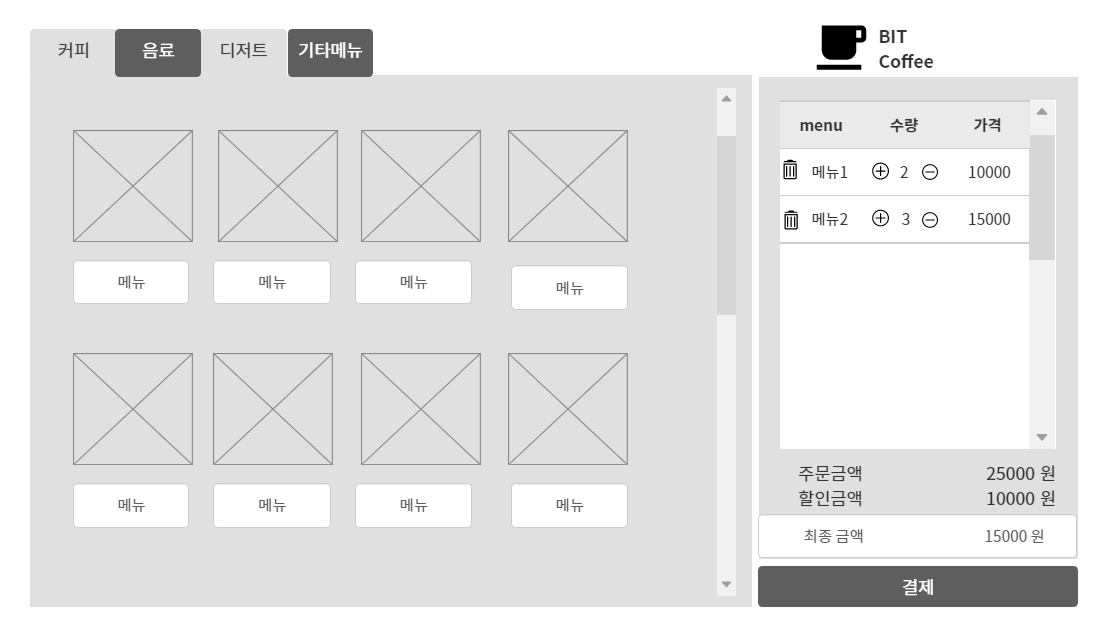 커피 음료 디저트 기타메뉴
BIT
Coffee
메뉴 메뉴 메뉴 메뉴
메뉴 메뉴 메뉴 메뉴
menu 수량 가격
메뉴1 2 10000
메뉴2 3 15000
주문금액 25000 원
할인금액 10000 원
최종 금액 15000 원
결제